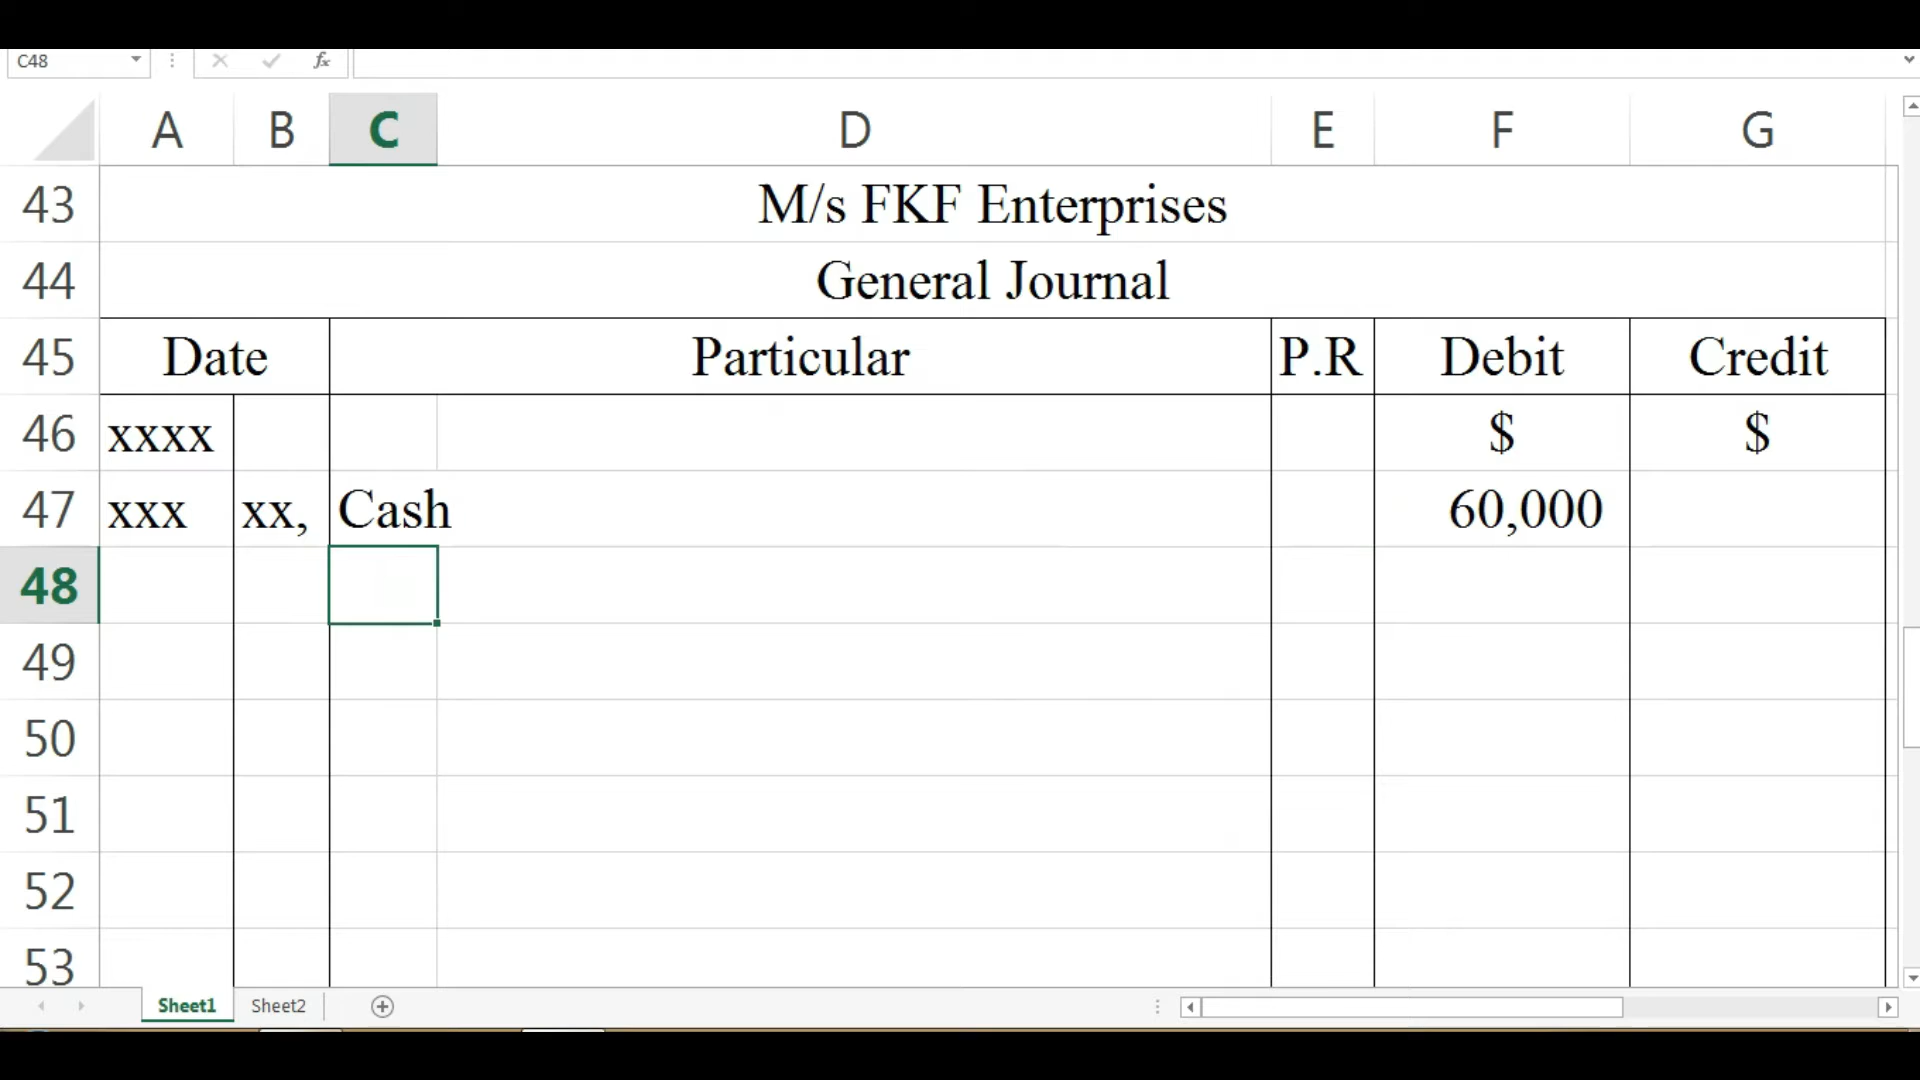 C48
fx
A B C D E F G
43 M/s FKF Enterprises
44 General Journal
45 Date Particular P.R Debit Credit
46 xxxx $ $
47 xxx xx, Cash 60,000
48
49
50
51
52
53
Sheet1 Sheet2